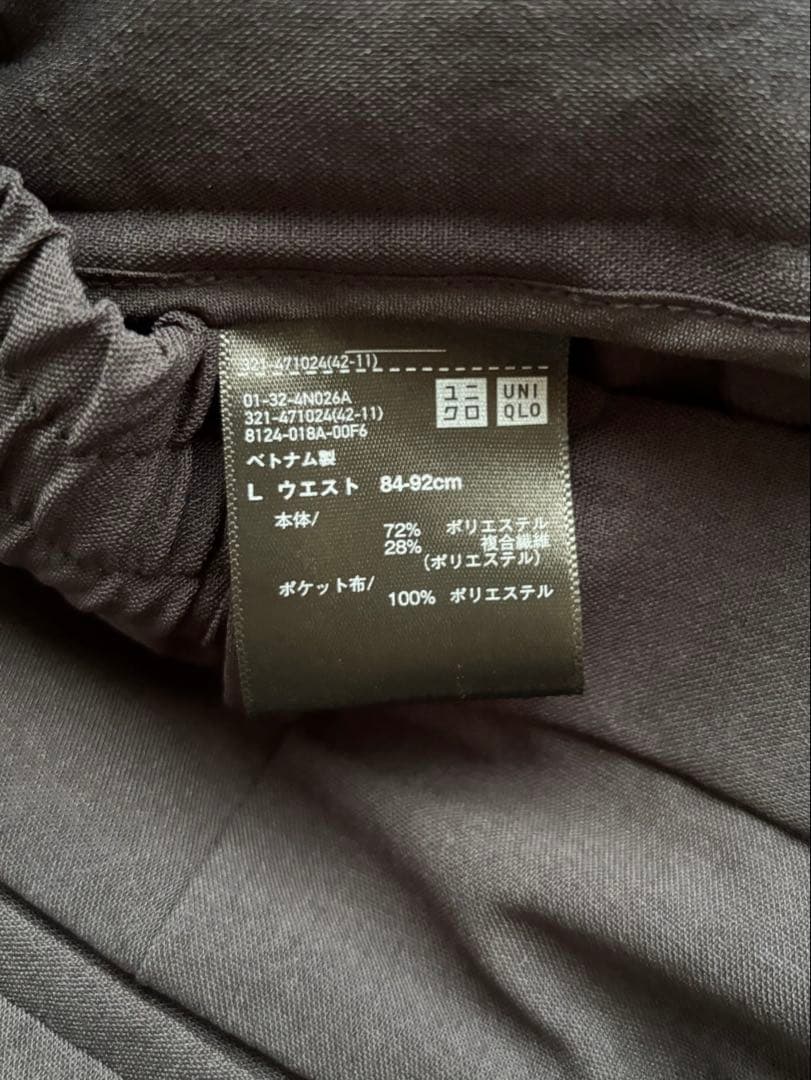 321-471024(42-11)
01-32-4N026A
321-471024(42-11)
8124-018A-00F6
ユニ
クロ
UNI
QLO
ベトナム製
L ウエスト 84-92cm
本体/
72% ポリエステル
28% 複合繊維
(ポリエステル)
ポケット布/
100% ポリエステル